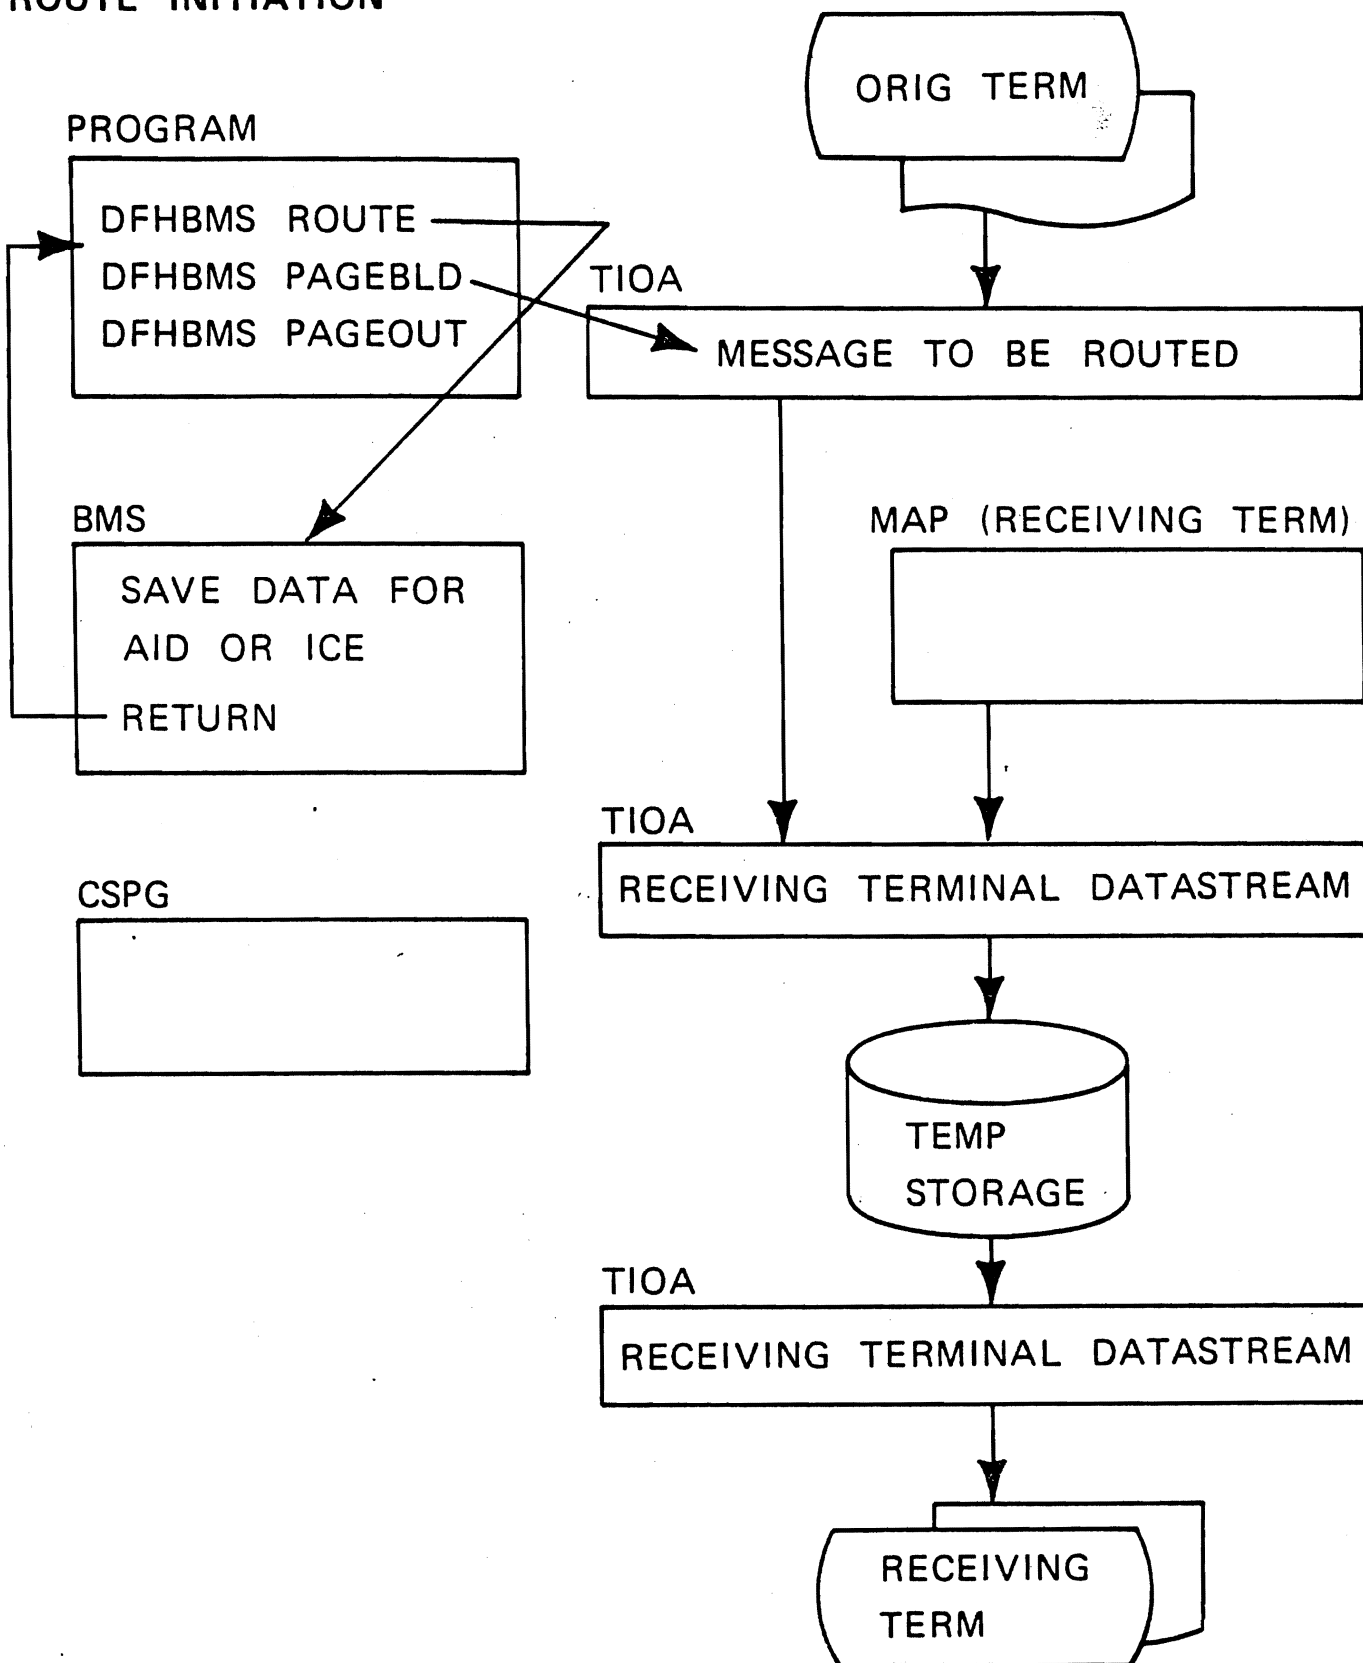 ROUTE INITIATION
ORIG TERM
PROGRAM
DFHBMS ROUTE
DFHBMS PAGEBLD
DFHBMS PAGEOUT
TIOA
MESSAGE TO BE ROUTED
BMS
SAVE DATA FOR
AID OR ICE
RETURN
MAP (RECEIVING TERM)
TIOA
RECEIVING TERMINAL DATASTREAM
CSPG
TEMP
STORAGE
TIOA
RECEIVING TERMINAL DATASTREAM
RECEIVING
TERM